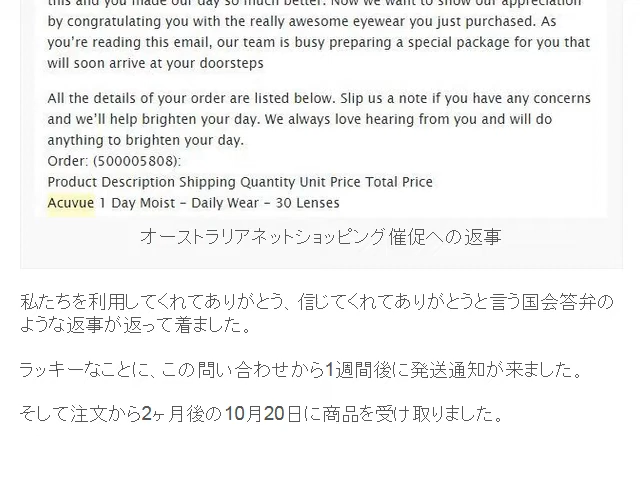 this and you made our day so much better. Now we want to show our appreciation
by congratulating you with the really awesome eyewear you just purchased. As
you're reading this email, our team is busy preparing a special package for you that
will soon arrive at your doorsteps
All the details of your order are listed below. Slip us a note if you have any concerns
and we'll help brighten your day. We always love hearing from you and will do
anything to brighten your day.
Order: (500005808):
Product Description Shipping Quantity Unit Price Total Price
Acuvue 1 Day Moist – Daily Wear – 30 Lenses
オーストラリアネットショッピング催促への返事
私たちを利用してくれてありがとう、信じてくれてありがとうと言う国会答弁の
ような返事が返って着ました。
ラッキーなことに、この問い合わせから1週間後に発送通知が来ました。
そして注文から2ヶ月後の10月20日に商品を受け取りました。